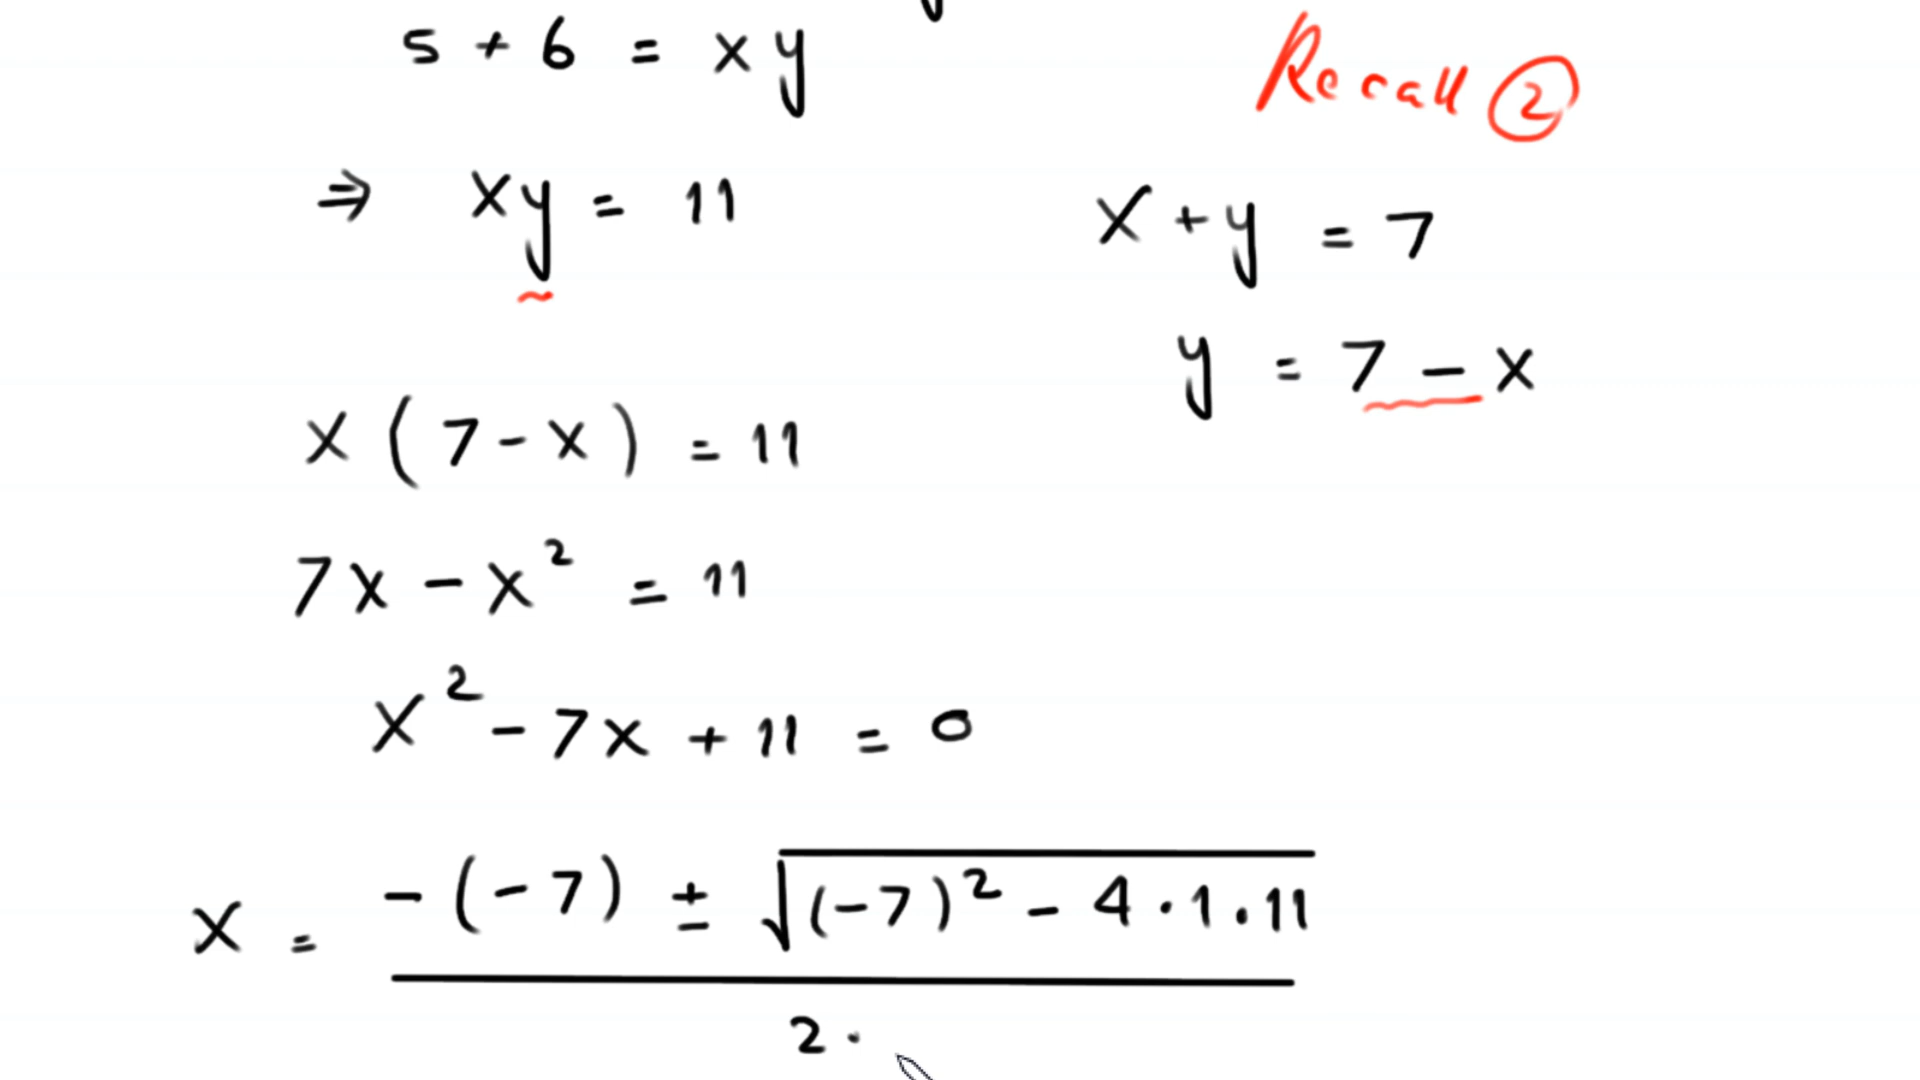 5 + 6 = xy
⇒ xy = 11
x(7 - x) = 11
7x - x² = 11
x² - 7x + 11 = 0
x = (-(-7) ± √((-7)² - 4·1·11)) / (2·
Recall ②
x + y = 7
y = 7 - x